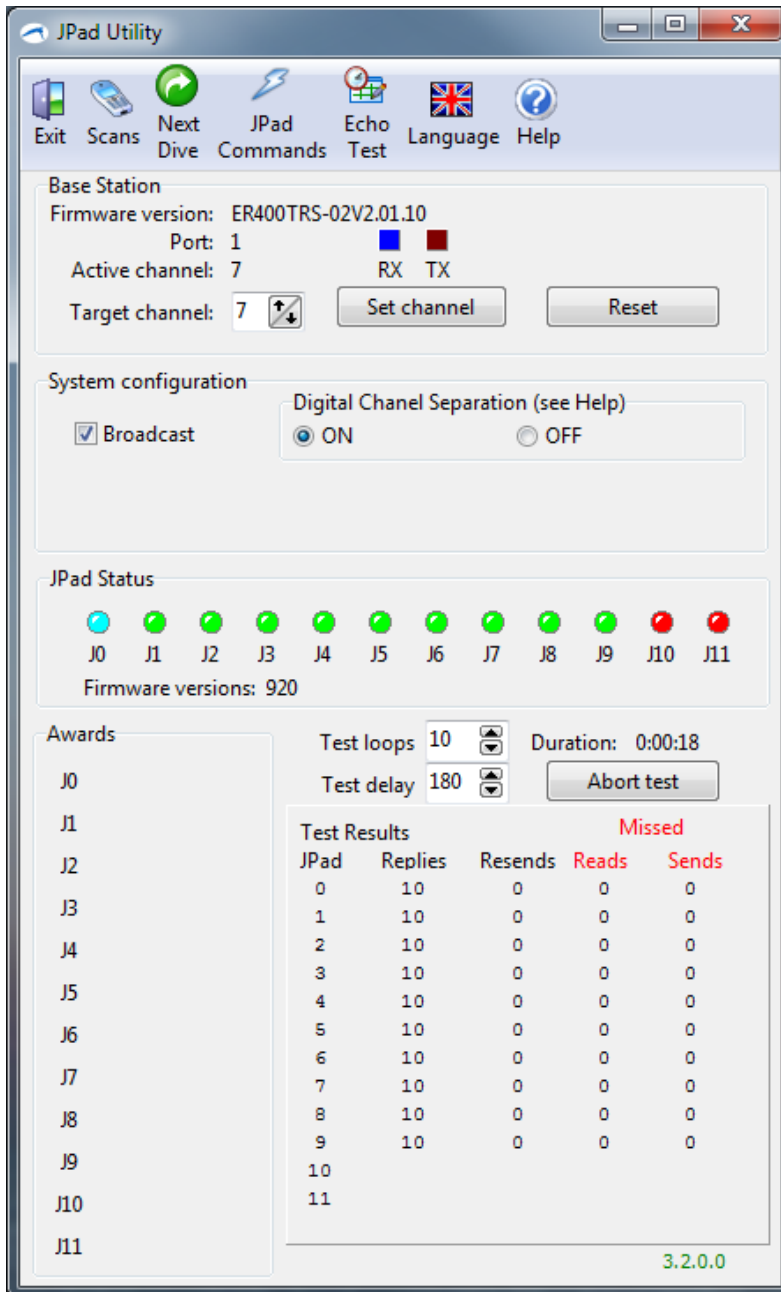 JPad Utility
Exit Scans Next Dive JPad Commands Echo Test Language Help
Base Station
Firmware version: ER400TRS-02V2.01.10
Port: 1
Active channel: 7 RX TX
Target channel: 7 Set channel Reset
System configuration
Digital Chanel Separation (see Help)
Broadcast ON OFF
JPad Status
J0 J1 J2 J3 J4 J5 J6 J7 J8 J9 J10 J11
Firmware versions: 920
Awards
J0
J1
J2
J3
J4
J5
J6
J7
J8
J9
J10
J11
Test loops 10 Duration: 0:00:18
Test delay 180 Abort test
Test Results Missed
JPad Replies Resends Reads Sends
0 10 0 0 0
1 10 0 0 0
2 10 0 0 0
3 10 0 0 0
4 10 0 0 0
5 10 0 0 0
6 10 0 0 0
7 10 0 0 0
8 10 0 0 0
9 10 0 0 0
10
11
3.2.0.0